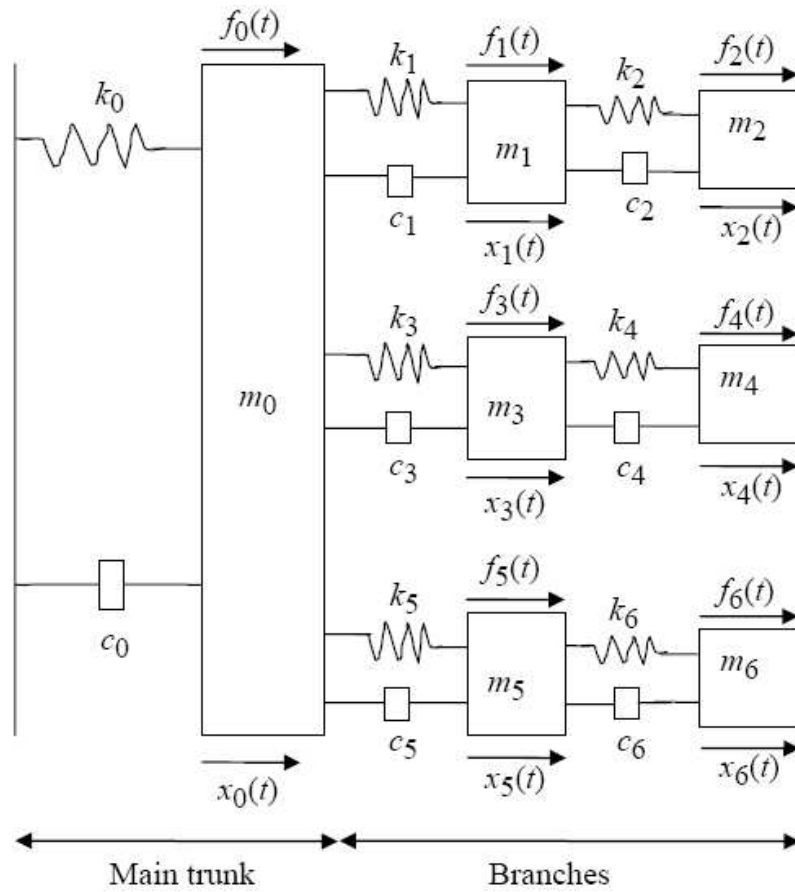 f0(t)
k1 f1(t) k2 f2(t)
k0
m1 m2
c1 c2
x1(t) x2(t)
f3(t) f4(t)
k3 k4
m0 m3 m4
c3 c4
x3(t) x4(t)
f5(t) f6(t)
k5 k6
m5 m6
c0
c5 c6
x0(t) x5(t) x6(t)
Main trunk Branches